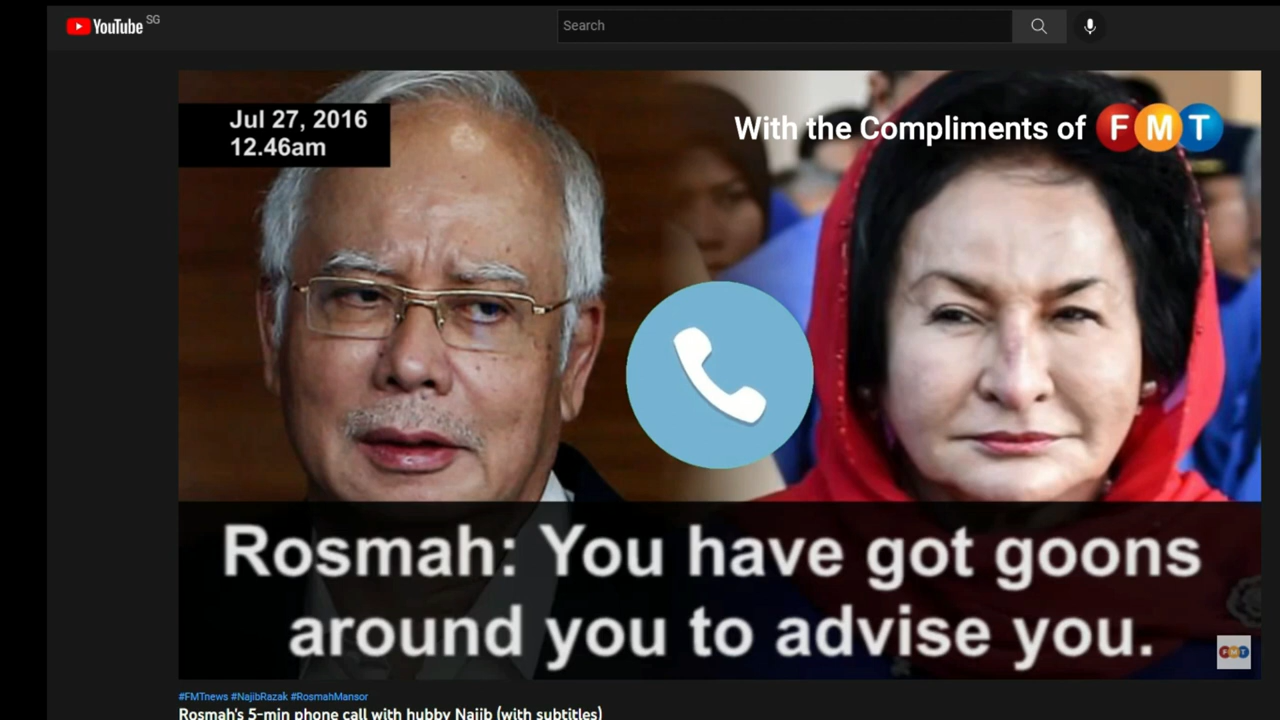 YouTube SG
Search
Jul 27, 2016
12.46am
With the Compliments of FMT
Rosmah: You have got goons
around you to advise you.
FMT
#FMTnews #NajibRazak #RosmahMansor
Rosmah's 5-min phone call with hubby Najib (with subtitles)